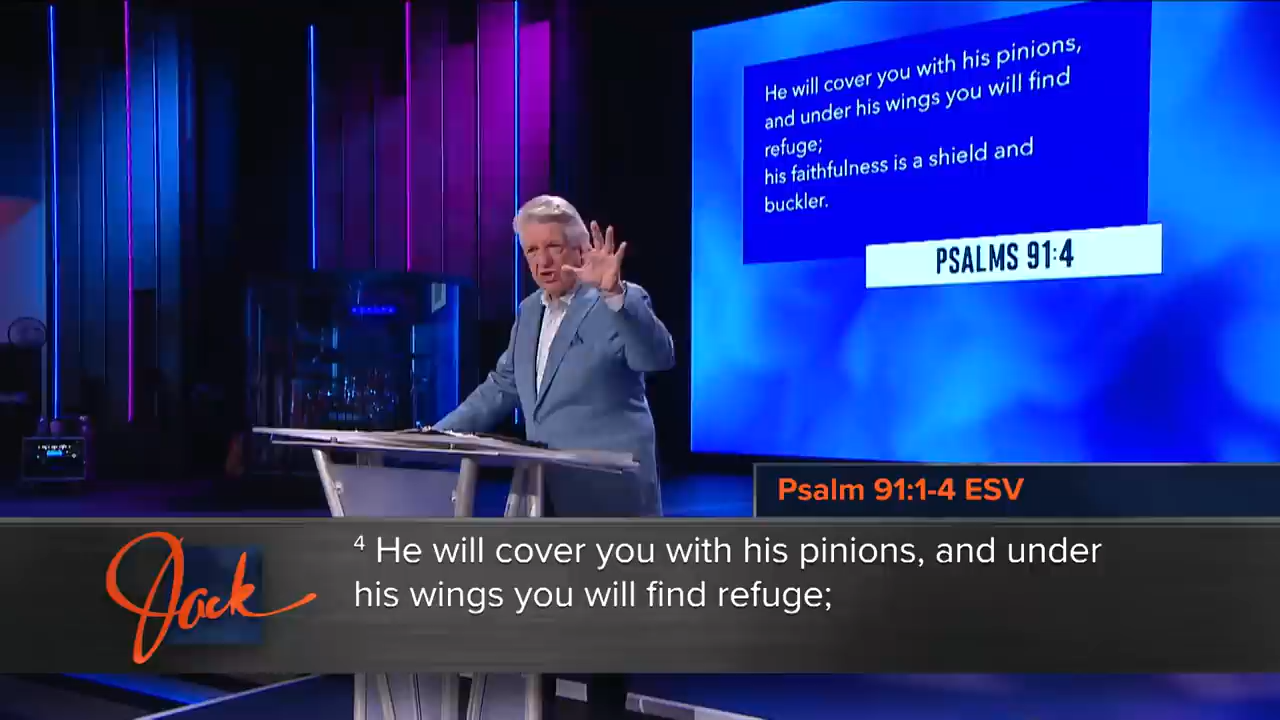 He will cover you with his pinions,
and under his wings you will find
refuge;
his faithfulness is a shield and
buckler.
PSALMS 91:4
Psalm 91:1-4 ESV
4 He will cover you with his pinions, and under
his wings you will find refuge;
Jack